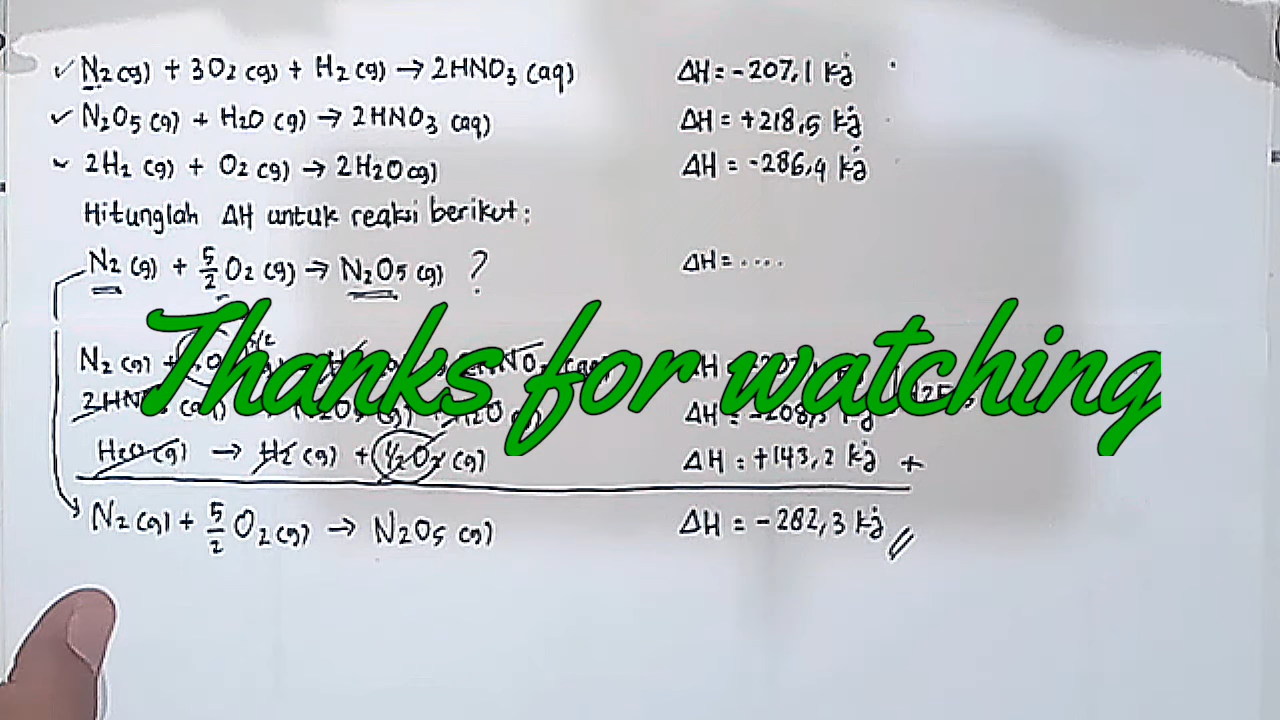 N2(g) + 3O2(g) + H2(g) → 2HNO3(aq) ΔH = -207,1 kj
N2O5(g) + H2O(g) → 2HNO3(aq) ΔH = +218,5 kj
2H2(g) + O2(g) → 2H2O(g) ΔH = -286,4 kj
Hitunglah ΔH untuk reaksi berikut:
N2(g) + 5/2 O2(g) → N2O5(g) ? ΔH = ....
Thanks for watching
N2(g) +
H2O(g) → H2(g) + 1/2O2(g) ΔH = +143,2 kj +
N2(g) + 5/2 O2(g) → N2O5(g) ΔH = -282,3 kj